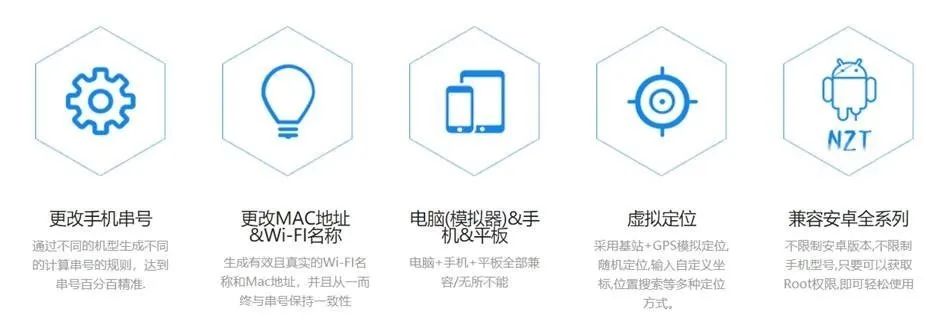 NZT
更改手机串号
通过不同的机型生成不同
的计算串号的规则，达到
串号百分百精准.
更改MAC地址
&Wi-FI名称
生成有效且真实的Wi-FI名
称和Mac地址，并且从一而
终与串号保持一致性
电脑(模拟器)&手
机&平板
电脑+手机+平板全部兼
容/无所不能
虚拟定位
采用基站+GPS模拟定位,
随机定位,输入自定义坐
标,位置搜索等多种定位
方式。
兼容安卓全系列
不限制安卓版本,不限制
手机型号,只要可以获取
Root权限,即可轻松使用